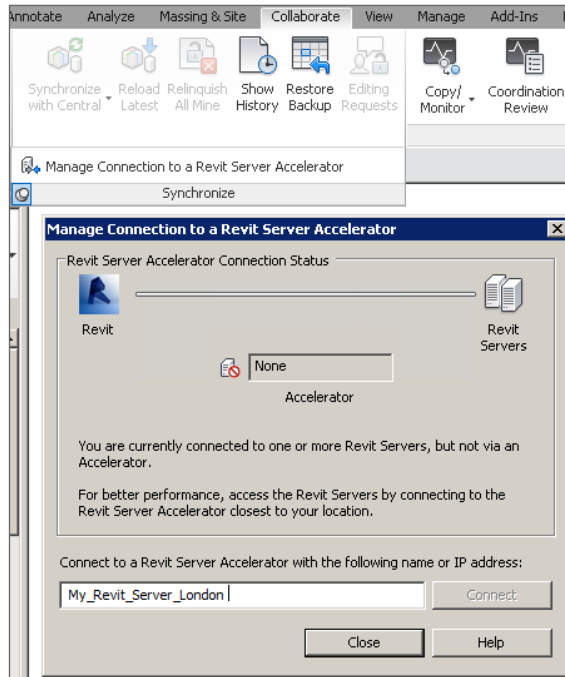 Annotate Analyze Massing & Site Collaborate View Manage Add-Ins
Synchronize Reload Relinquish Show Restore Editing Copy/ Coordination
with Central Latest All Mine History Backup Requests Monitor Review
Manage Connection to a Revit Server Accelerator
Synchronize
Manage Connection to a Revit Server Accelerator
Revit Server Accelerator Connection Status
Revit Revit
Servers
None
Accelerator
You are currently connected to one or more Revit Servers, but not via an
Accelerator.
For better performance, access the Revit Servers by connecting to the
Revit Server Accelerator closest to your location.
Connect to a Revit Server Accelerator with the following name or IP address:
My_Revit_Server_London Connect
Close Help